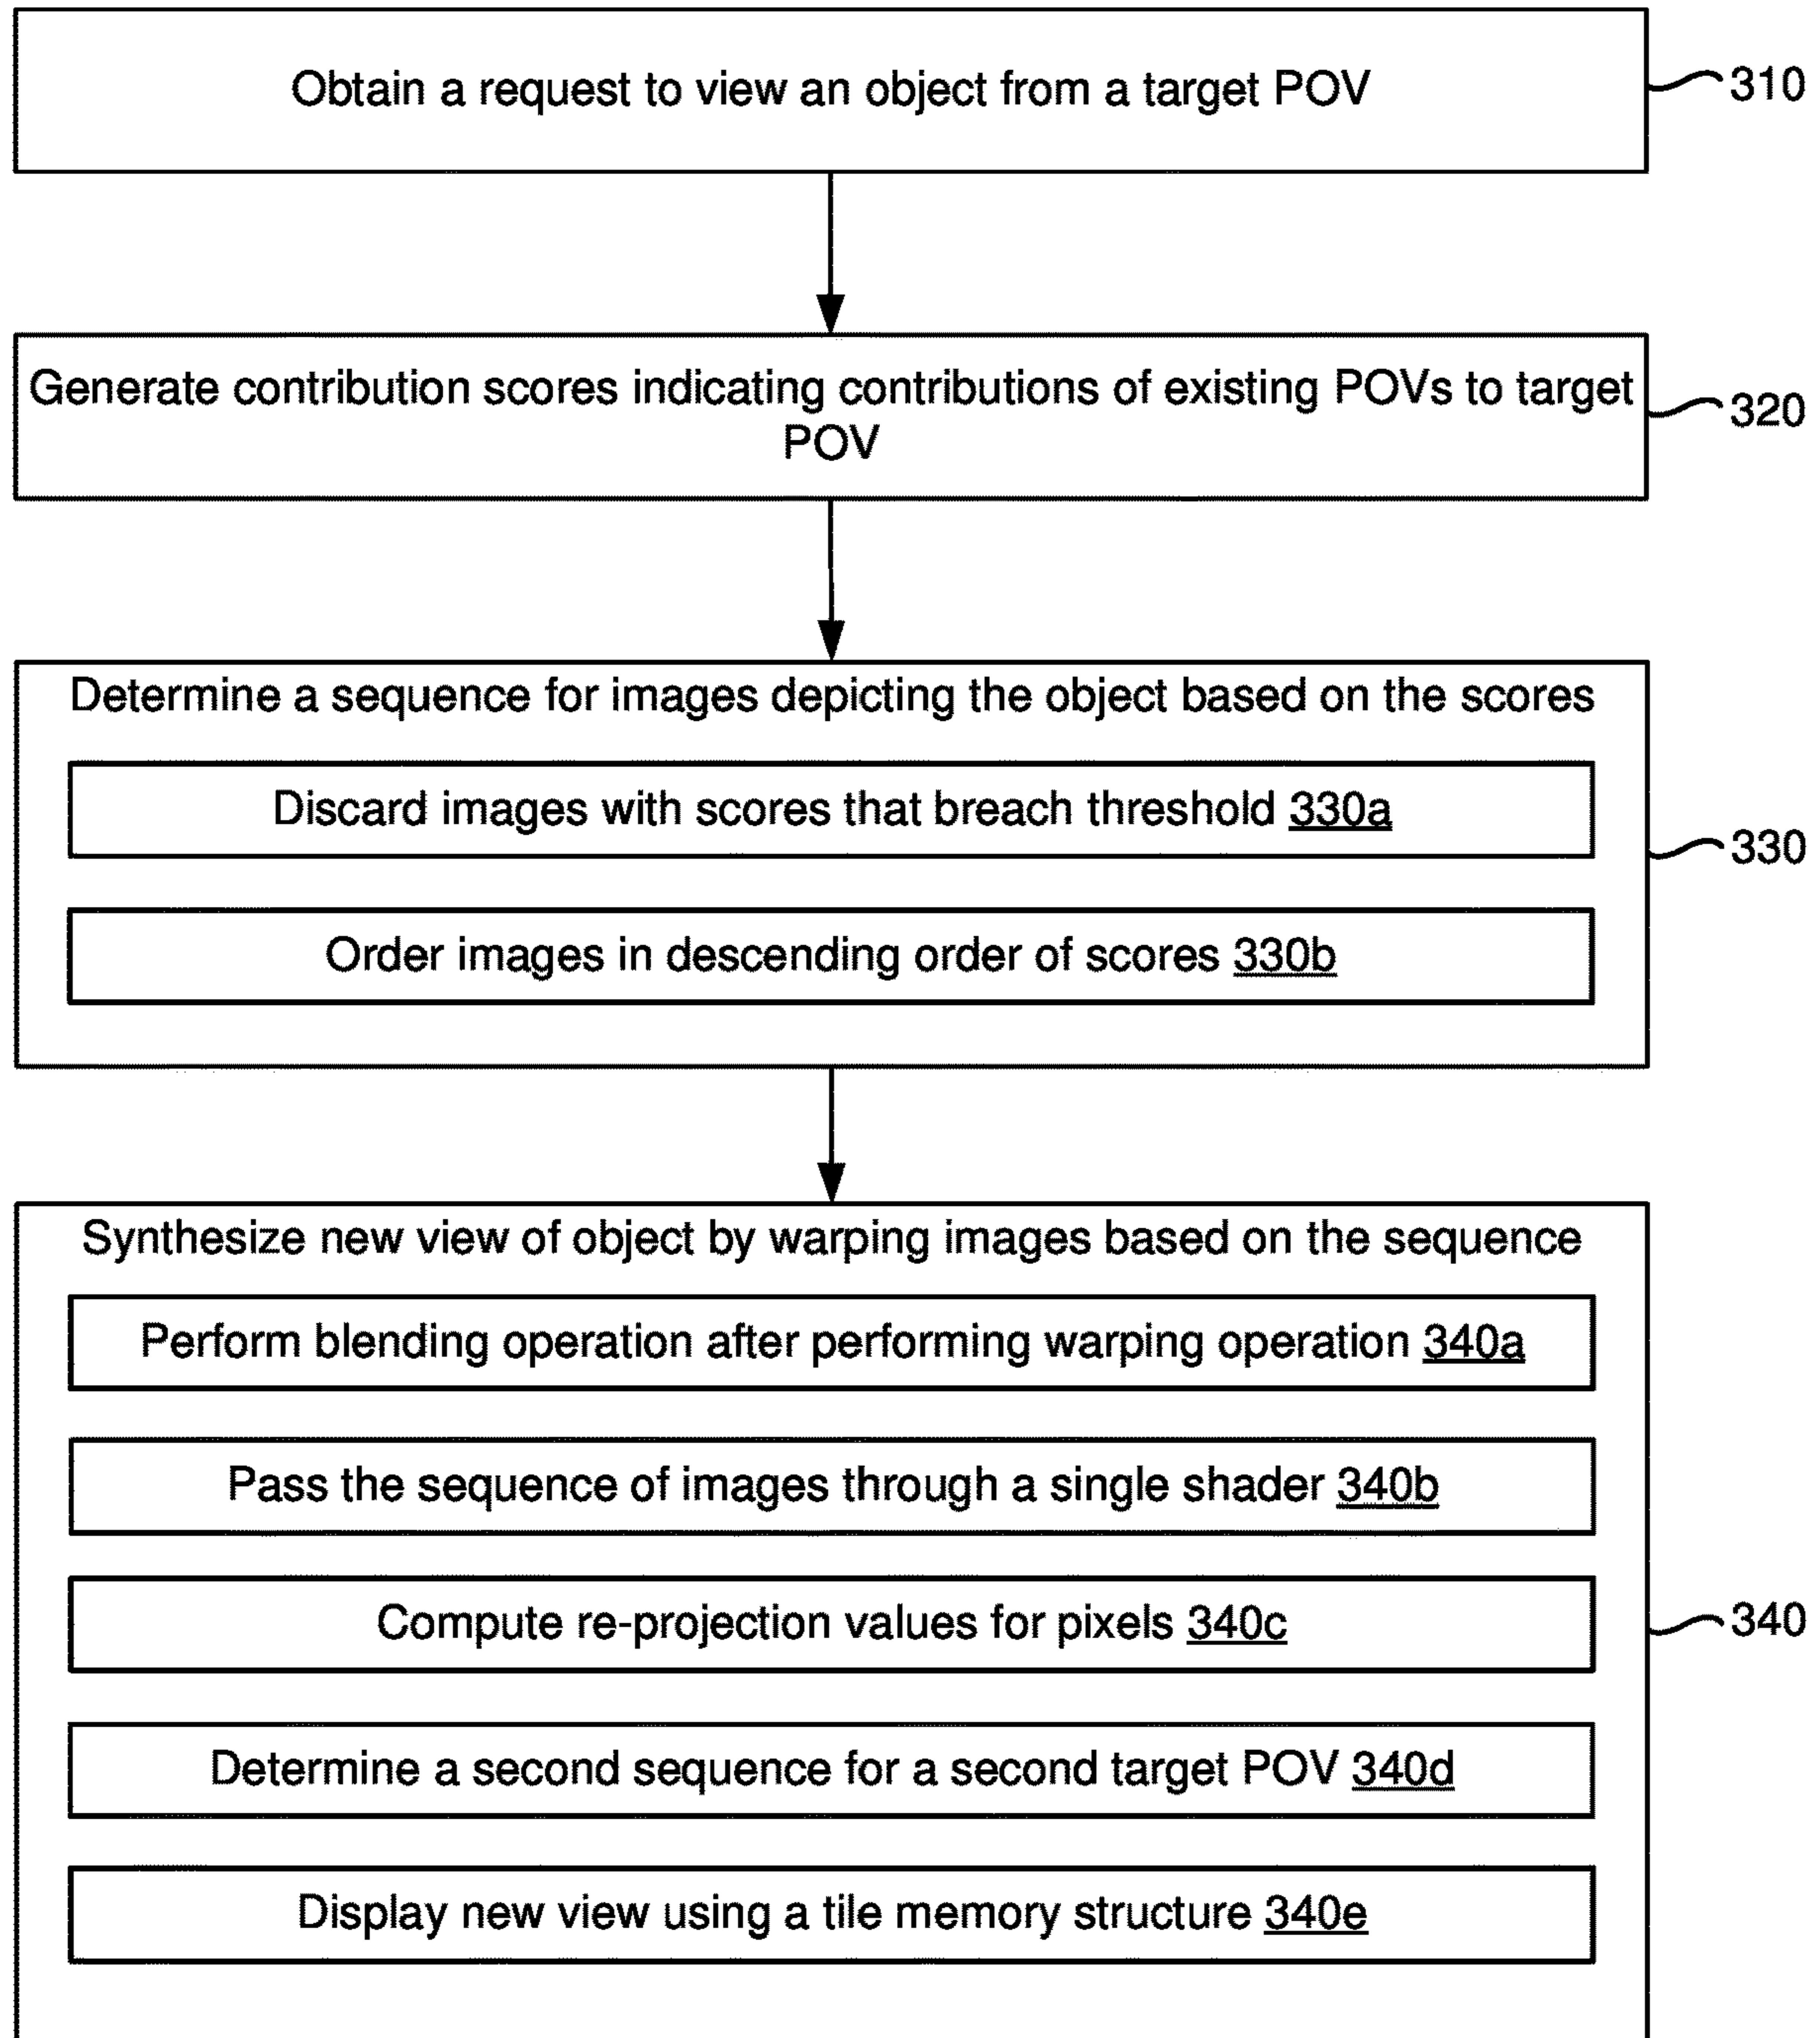 Obtain a request to view an object from a target POV
310
Generate contribution scores indicating contributions of existing POVs to target
POV
320
Determine a sequence for images depicting the object based on the scores
Discard images with scores that breach threshold 330a
330
Order images in descending order of scores 330b
Synthesize new view of object by warping images based on the sequence
Perform blending operation after performing warping operation 340a
Pass the sequence of images through a single shader 340b
Compute re-projection values for pixels 340c
340
Determine a second sequence for a second target POV 340d
Display new view using a tile memory structure 340e